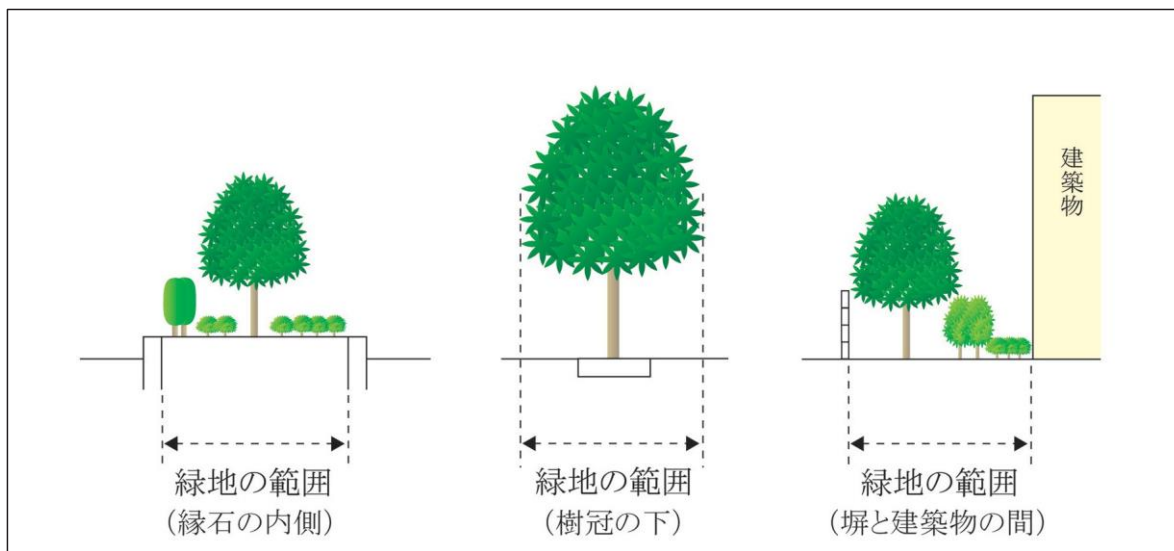 建築物
緑地の範囲
(縁石の内側)
緑地の範囲
(樹冠の下)
緑地の範囲
(塀と建築物の間)